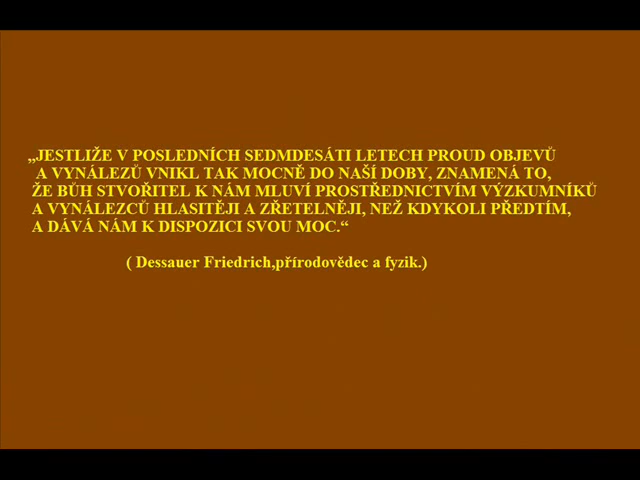 „JESTLIŽE V POSLEDNÍCH SEDMDESÁTI LETECH PROUD OBJEVŮ
A VYNÁLEZŮ VNIKL TAK MOCNĚ DO NAŠÍ DOBY, ZNAMENÁ TO,
ŽE BŮH STVOŘITEL K NÁM MLUVÍ PROSTŘEDNICTVÍM VÝZKUMNÍKŮ
A VYNÁLEZCŮ HLASITĚJI A ZŘETELNĚJI, NEŽ KDYKOLI PŘEDTÍM,
A DÁVÁ NÁM K DISPOZICI SVOU MOC.“
( Dessauer Friedrich,přírodovědec a fyzik.)